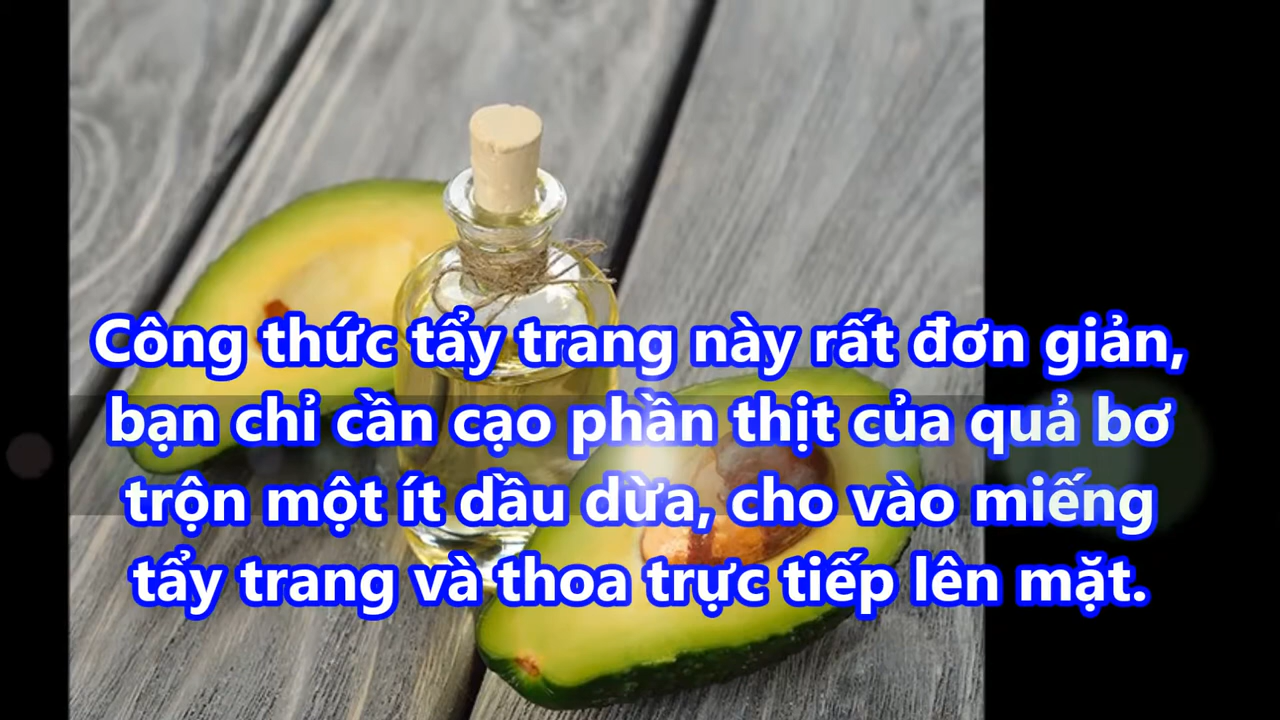 Công thức tẩy trang này rất đơn giản,
bạn chỉ cần cạo phần thịt của quả bơ
trộn một ít dầu dừa, cho vào miếng
tẩy trang và thoa trực tiếp lên mặt.